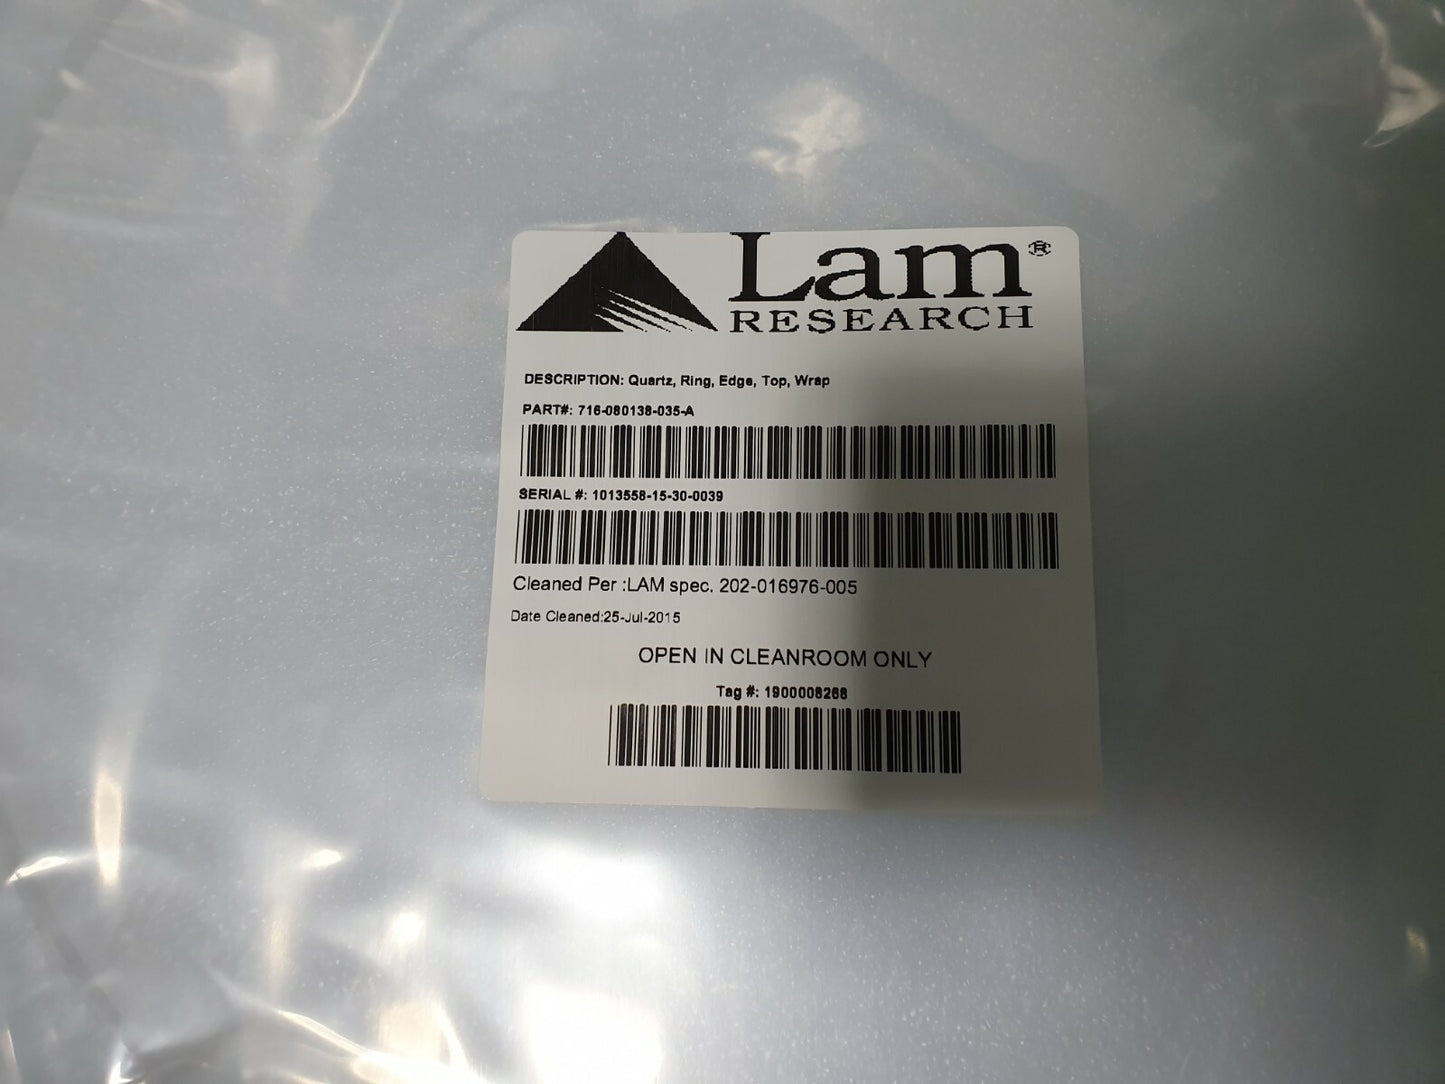 Lam®
RESEARCH
DESCRIPTION: Quartz, Ring, Edge, Top, Wrap
PART#: 716-080138-035-A
SERIAL #: 1013558-15-30-0039
Cleaned Per :LAM spec. 202-016976-005
Date Cleaned:25-Jul-2015
OPEN IN CLEANROOM ONLY
Tag #: 1900008268